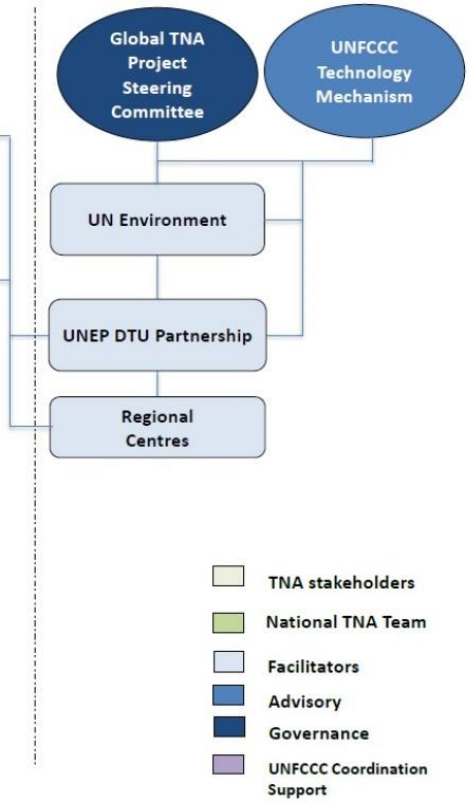 Global TNA
Project
Steering
Committee
UNFCCC
Technology
Mechanism
UN Environment
UNEP DTU Partnership
Regional
Centres
TNA stakeholders
National TNA Team
Facilitators
Advisory
Governance
UNFCCC Coordination
Support